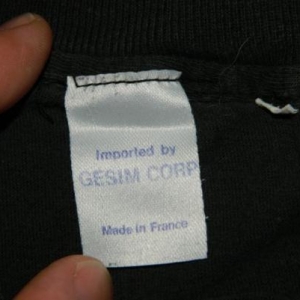 Imported by
GESIM CORP
Made in France